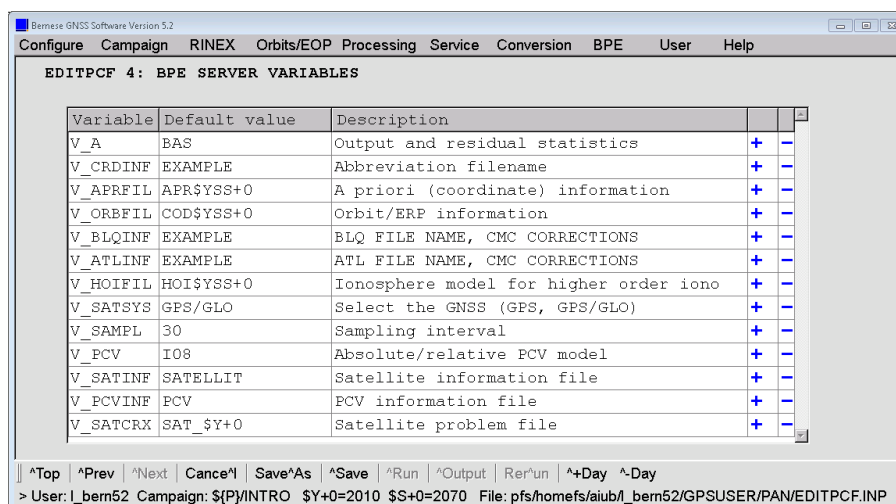 Bernese GNSS Software Version 5.2
Configure Campaign RINEX Orbits/EOP Processing Service Conversion BPE User Help
EDITPCF 4: BPE SERVER VARIABLES
Variable Default value Description
V_A BAS Output and residual statistics + -
V_CRDINF EXAMPLE Abbreviation filename + -
V_APRFIL APR$YSS+0 A priori (coordinate) information + -
V_ORBFIL COD$YSS+0 Orbit/ERP information + -
V_BLQINF EXAMPLE BLQ FILE NAME, CMC CORRECTIONS + -
V_ATLINF EXAMPLE ATL FILE NAME, CMC CORRECTIONS + -
V_HOIFIL HOI$YSS+0 Ionosphere model for higher order iono + -
V_SATSYS GPS/GLO Select the GNSS (GPS, GPS/GLO) + -
V_SAMPL 30 Sampling interval + -
V_PCV I08 Absolute/relative PCV model + -
V_SATINF SATELLIT Satellite information file + -
V_PCVINF PCV PCV information file + -
V_SATCRX SAT_$Y+0 Satellite problem file + -
^Top ^Prev ^Next Cance^l Save^As ^Save ^Run ^Output Rer^un ^+Day ^-Day
> User: l_bern52 Campaign: ${P}/INTRO $Y+0=2010 $S+0=2070 File: pfs/homefs/aiub/l_bern52/GPSUSER/PAN/EDITPCF.INP